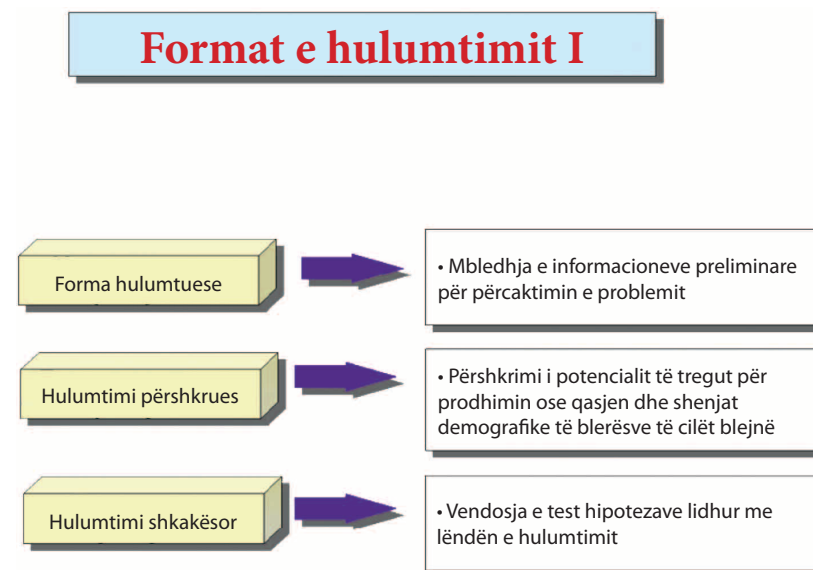 Format e hulumtimit I
Forma hulumtuese
• Mbledhja e informacioneve preliminare
për përcaktimin e problemit
Hulumtimi përshkrues
• Përshkrimi i potencialit të tregut për
prodhimin ose qasjen dhe shenjat
demografike të blerësve të cilët blejnë
Hulumtimi shkakësor
• Vendosja e test hipotezave lidhur me
lëndën e hulumtimit